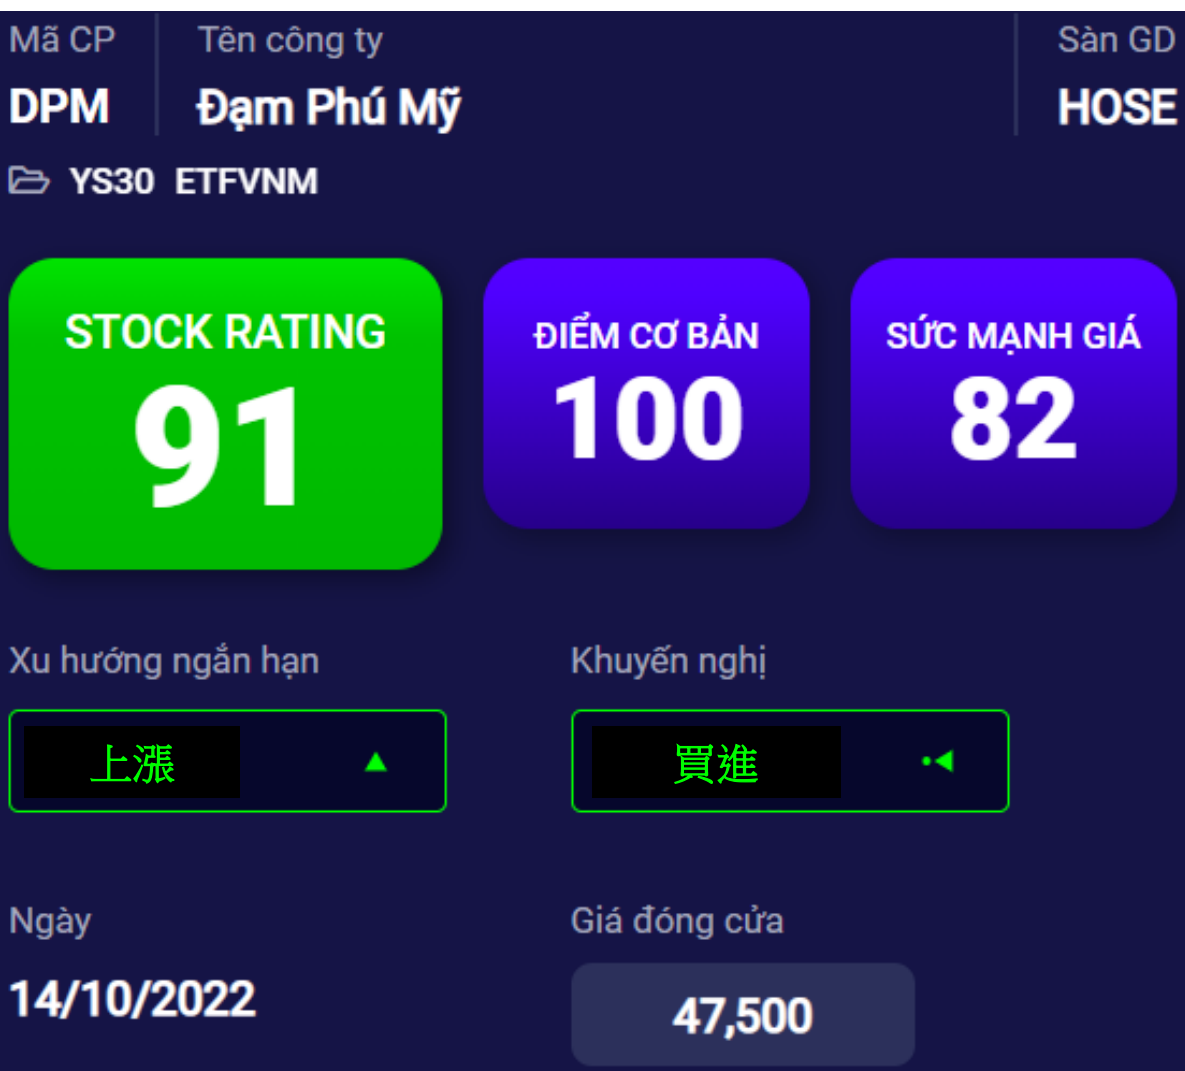 Mã CP Tên công ty Sàn GD
DPM Đạm Phú Mỹ HOSE
YS30 ETFVNM
STOCK RATING
91
ĐIỂM CƠ BẢN
100
SỨC MẠNH GIÁ
82
Xu hướng ngắn hạn Khuyến nghị
上漲 買進
Ngày Giá đóng cửa
14/10/2022 47,500